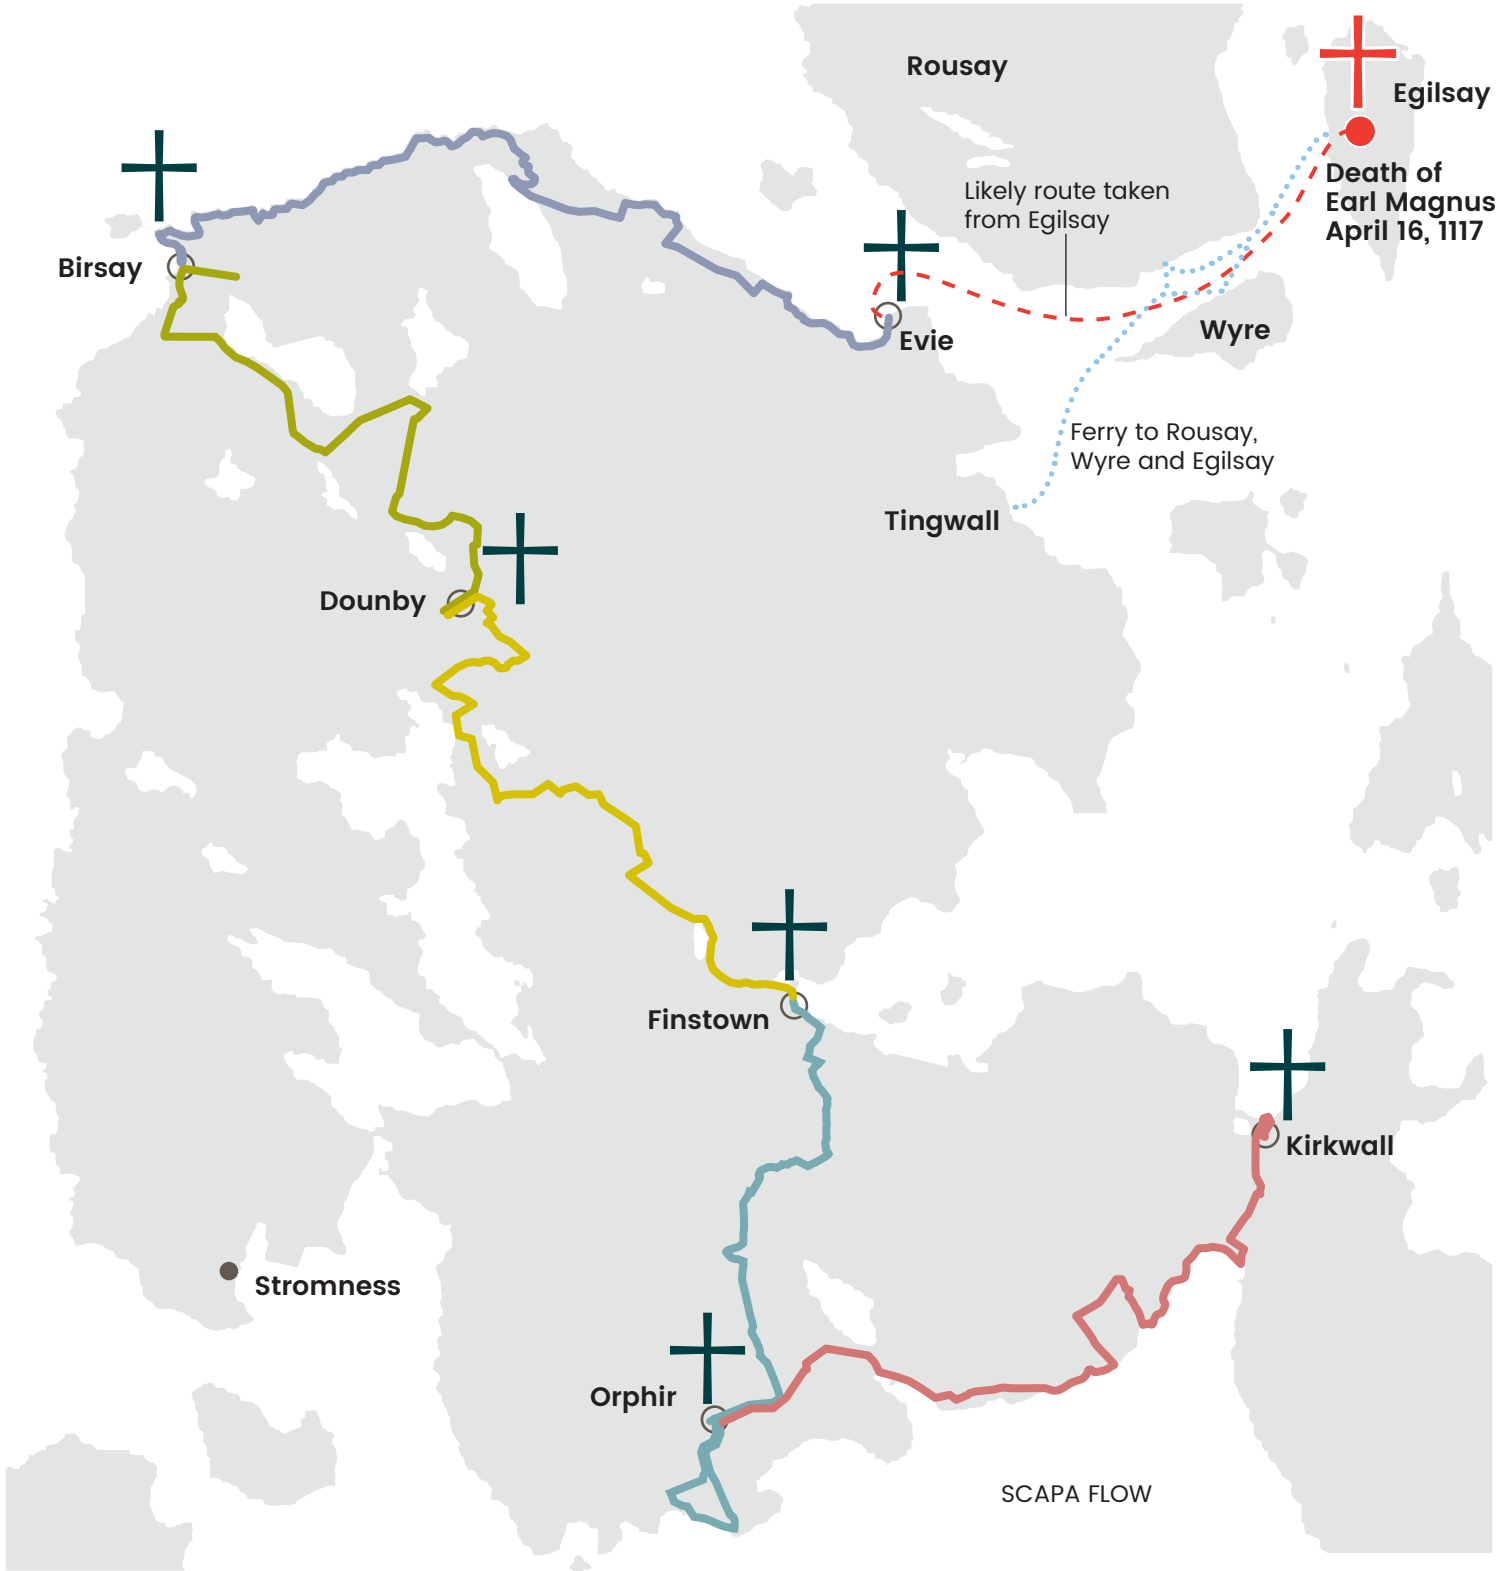 Rousay
Egilsay
Death of
Earl Magnus
April 16, 1117
Likely route taken
from Egilsay
Birsay
Evie
Wyre
Ferry to Rousay,
Wyre and Egilsay
Tingwall
Dounby
Finstown
Kirkwall
Stromness
Orphir
SCAPA FLOW